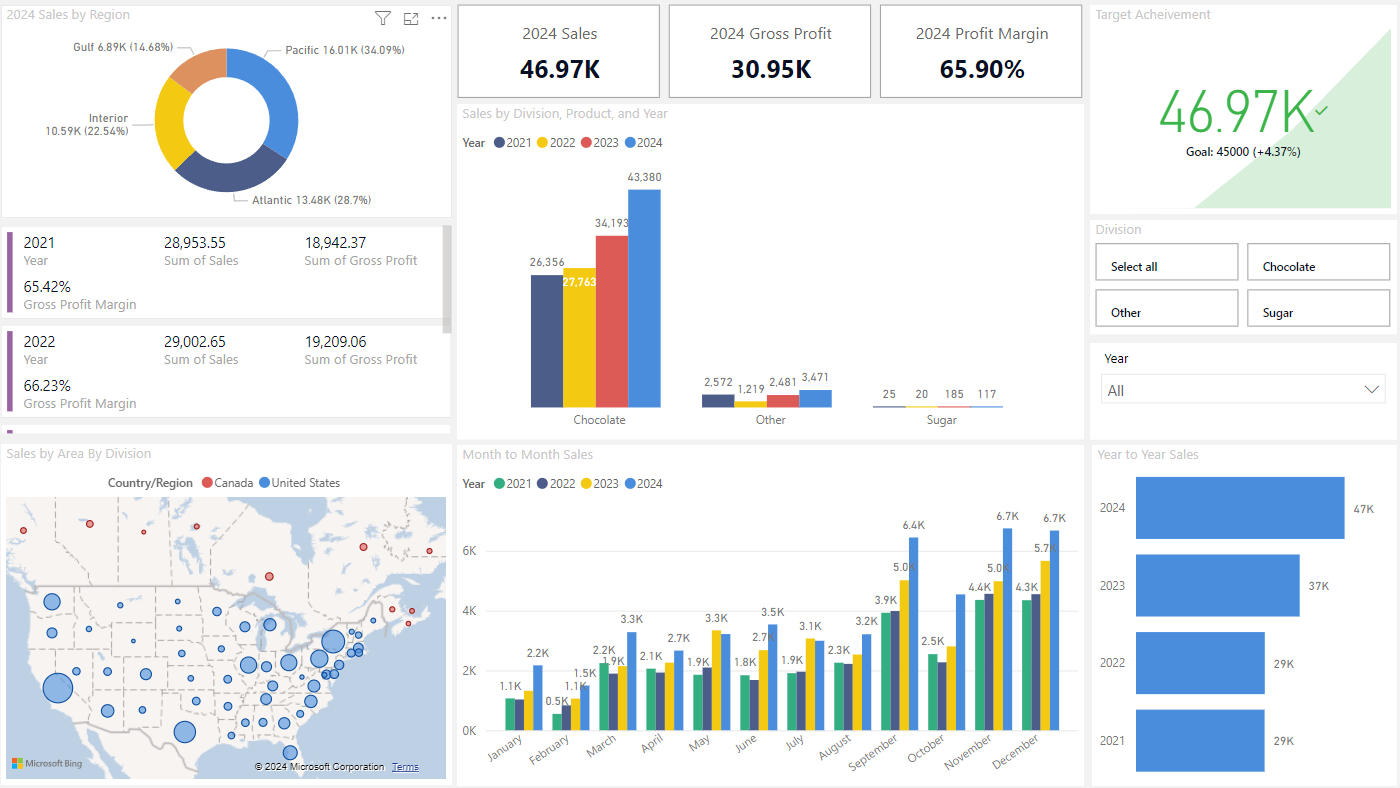 2024 Sales by Region
Gulf 6.89K (14.68%)
Pacific 16.01K (34.09%)
Interior
10.59K (22.54%)
Atlantic 13.48K (28.7%)
2024 Sales
46.97K
2024 Gross Profit
30.95K
2024 Profit Margin
65.90%
Target Acheivement
46.97K
Goal: 45000 (+4.37%)
2021
Year
28,953.55
Sum of Sales
18,942.37
Sum of Gross Profit
65.42%
Gross Profit Margin
2022
Year
29,002.65
Sum of Sales
19,209.06
Sum of Gross Profit
66.23%
Gross Profit Margin
Sales by Division, Product, and Year
Year 2021 2022 2023 2024
26,356
27,763
34,193
43,380
2,572
1,219
2,481
3,471
25
20
185
117
Chocolate
Other
Sugar
Division
Select all
Chocolate
Other
Sugar
Year
All
Sales by Area By Division
Country/Region Canada United States
Microsoft Bing
© 2024 Microsoft Corporation Terms
Month to Month Sales
Year 2021 2022 2023 2024
6K
4K
2K
0K
1.1K
2.2K
0.5K
1.1K
1.5K
2.2K
1.9K
3.3K
2.1K
2.7K
1.9K
3.3K
1.8K
2.7K
3.5K
1.9K
3.1K
2.3K
3.2K
3.9K
5.0K
6.4K
2.5K
4.4K
5.0K
6.7K
4.3K
5.7K
6.7K
January
February
March
April
May
June
July
August
September
October
November
December
Year to Year Sales
2024
47K
2023
37K
2022
29K
2021
29K